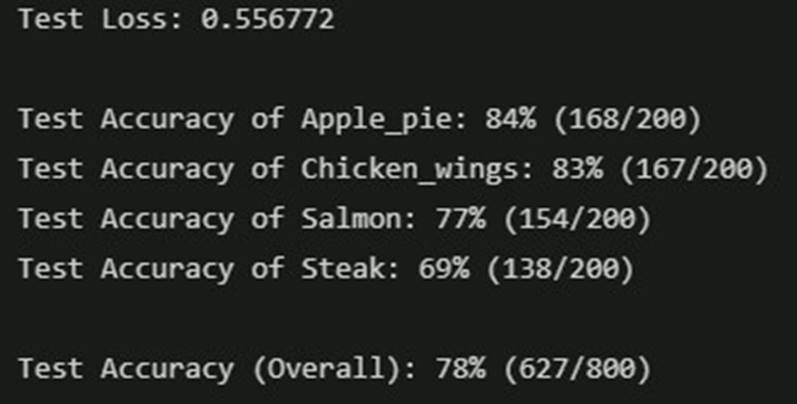 Test Loss: 0.556772
Test Accuracy of Apple_pie: 84% (168/200)
Test Accuracy of Chicken_wings: 83% (167/200)
Test Accuracy of Salmon: 77% (154/200)
Test Accuracy of Steak: 69% (138/200)
Test Accuracy (Overall): 78% (627/800)